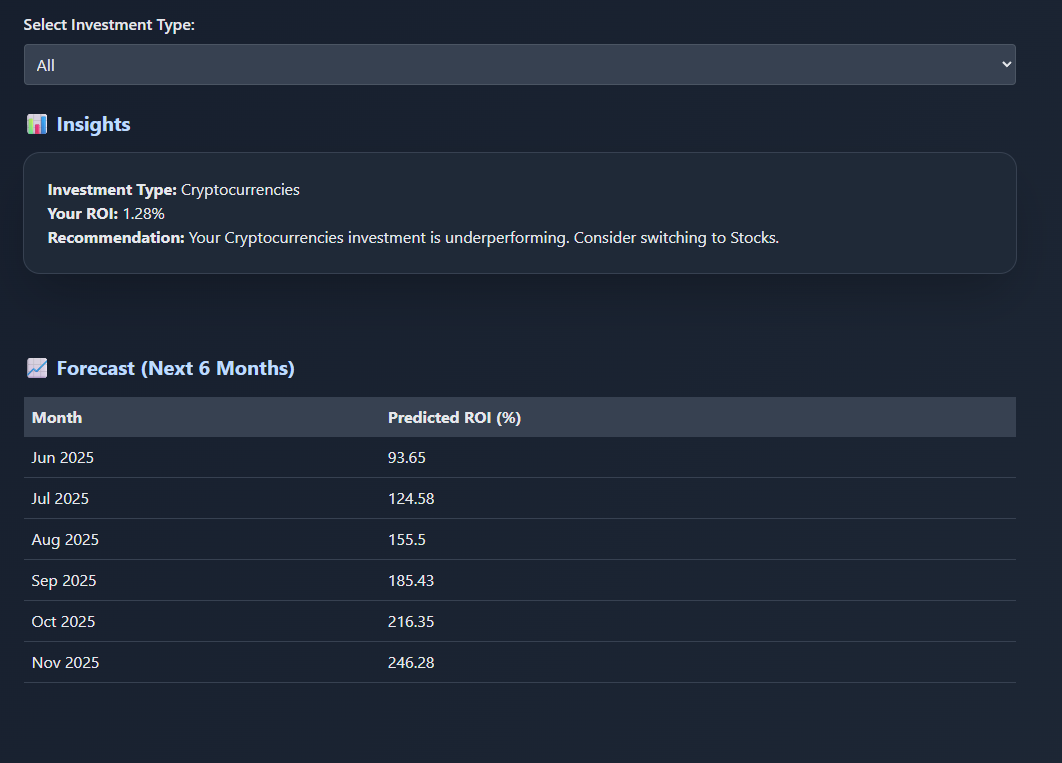 Select Investment Type:
All
Insights
Investment Type: Cryptocurrencies
Your ROI: 1.28%
Recommendation: Your Cryptocurrencies investment is underperforming. Consider switching to Stocks.
Forecast (Next 6 Months)
Month Predicted ROI (%)
Jun 2025 93.65
Jul 2025 124.58
Aug 2025 155.5
Sep 2025 185.43
Oct 2025 216.35
Nov 2025 246.28